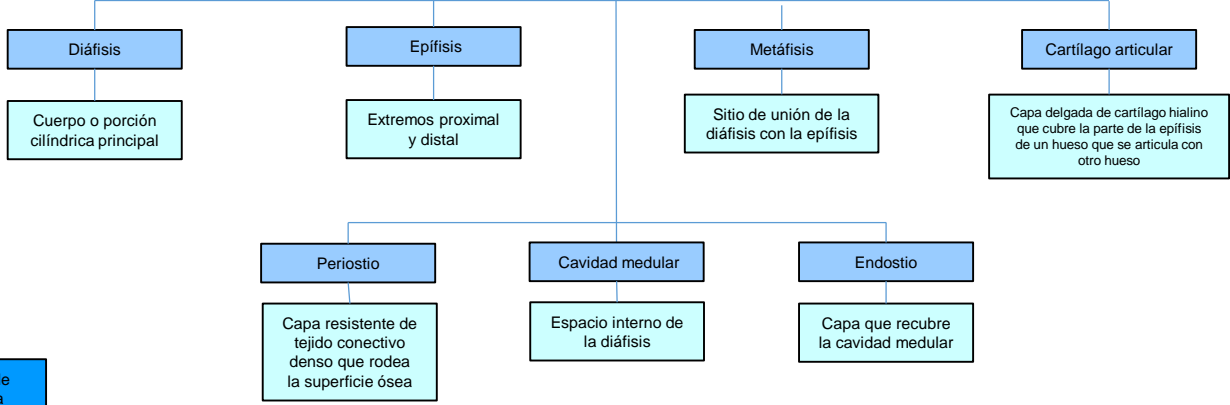 Diáfisis
Epífisis
Metáfisis
Cartílago articular
Cuerpo o porción
cilíndrica principal
Extremos proximal
y distal
Sitio de unión de la
diáfisis con la epífisis
Capa delgada de cartílago hialino
que cubre la parte de la epífisis
de un hueso que se articula con
otro hueso
Periostio
Cavidad medular
Endostio
Capa resistente de
tejido conectivo
denso que rodea
la superficie ósea
Espacio interno de
la diáfisis
Capa que recubre
la cavidad medular